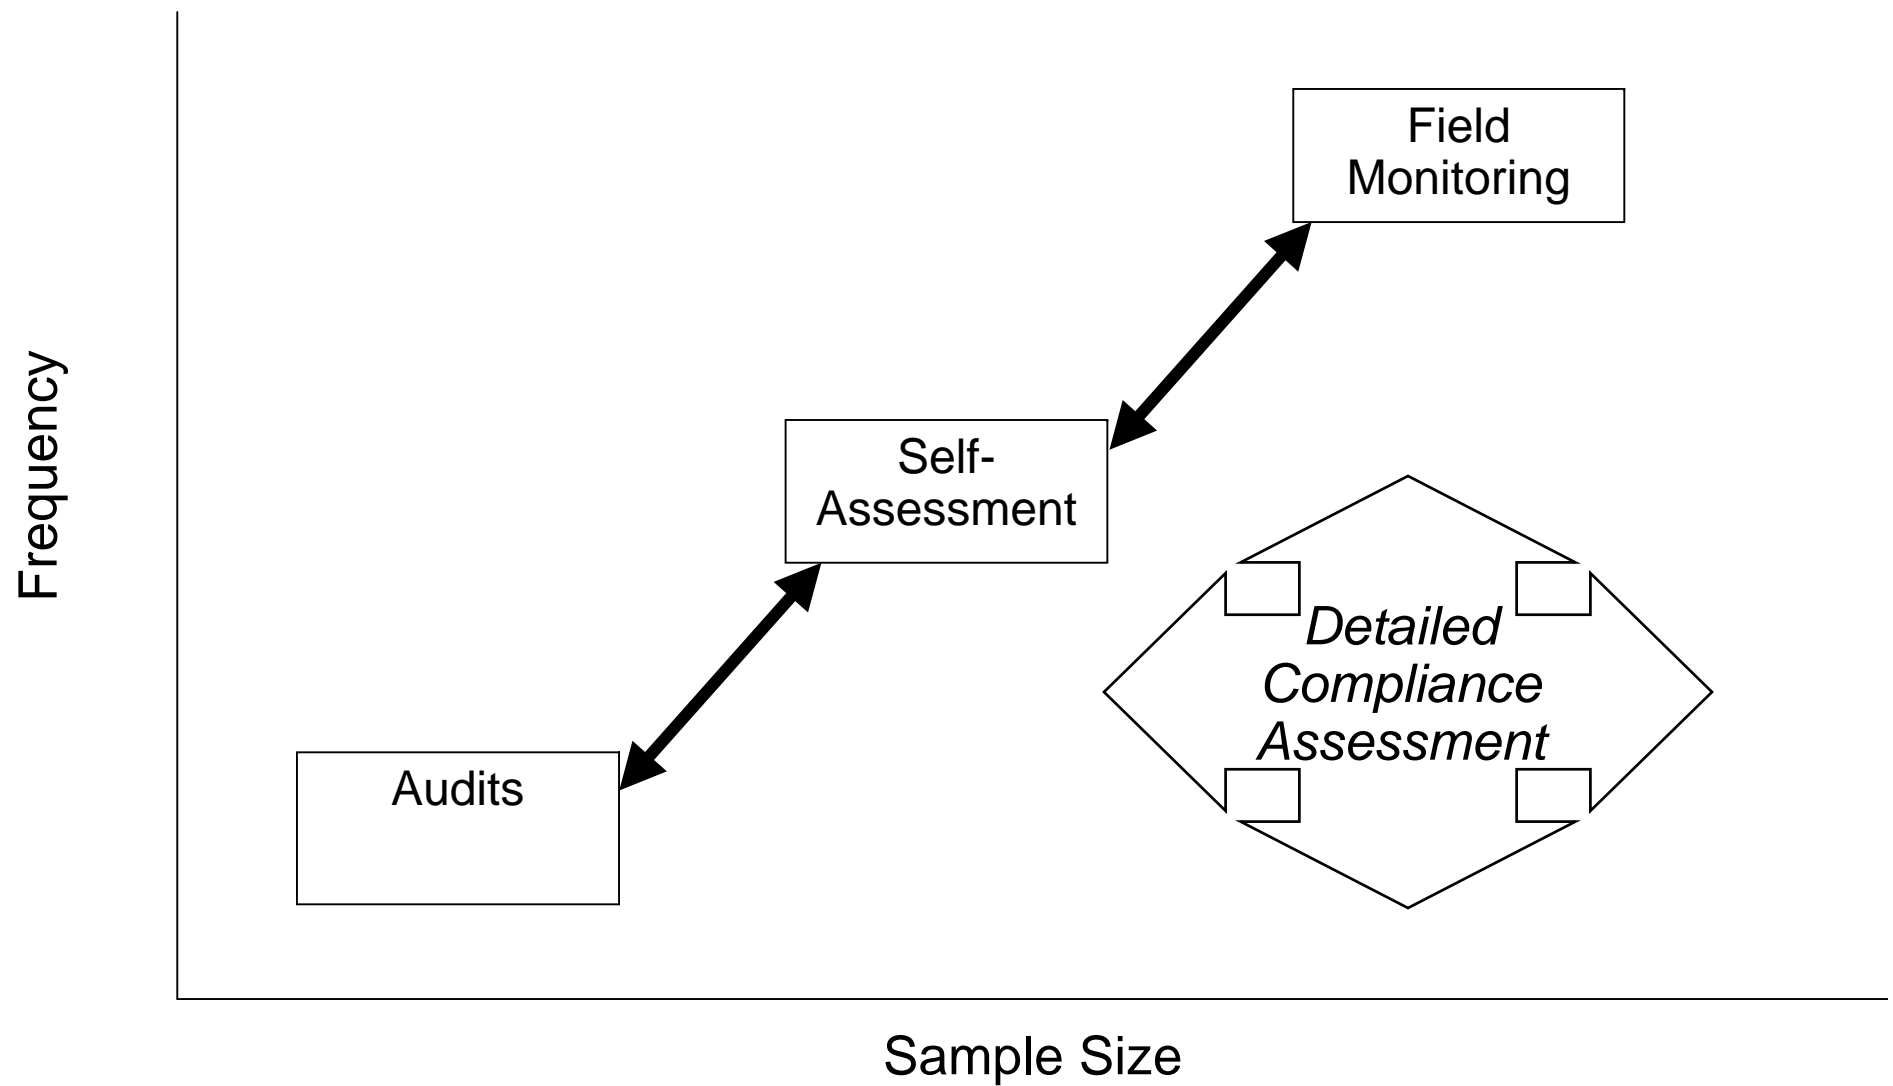 Field
Monitoring
Frequency
Self-
Assessment
Detailed
Compliance
Assessment
Audits
Sample Size